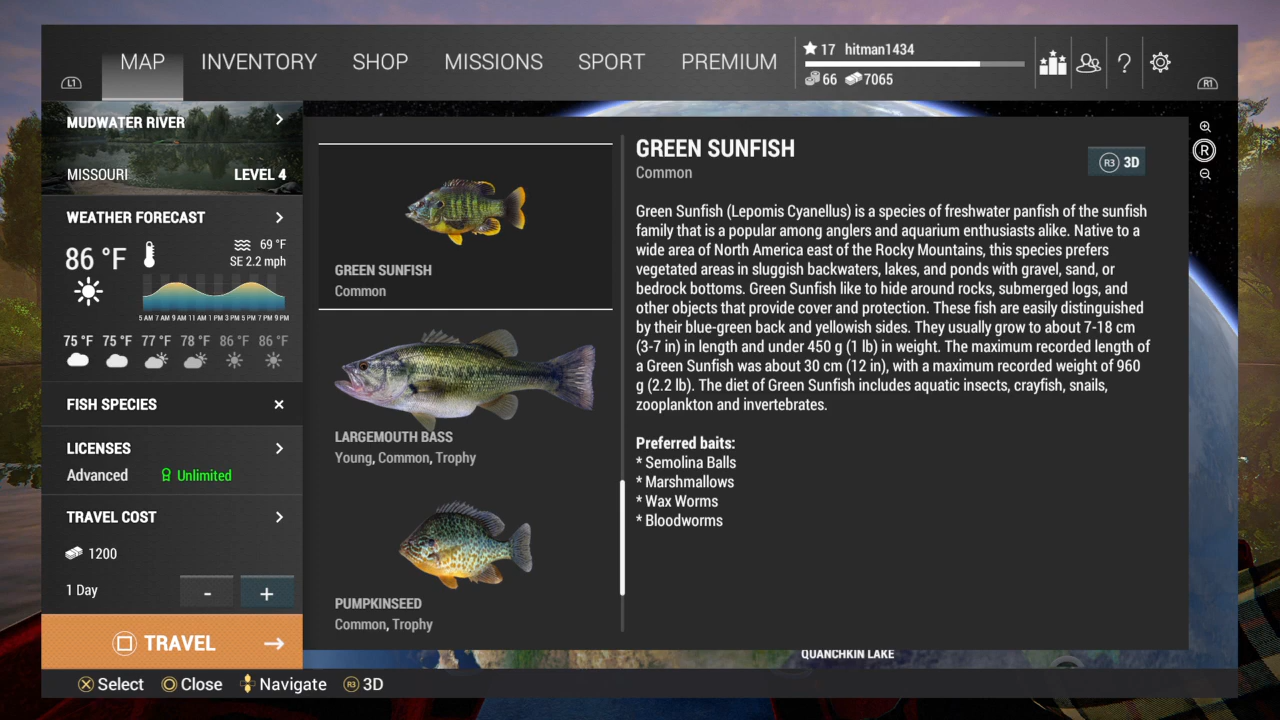 L1
MAP
INVENTORY
SHOP
MISSIONS
SPORT
PREMIUM
17 hitman1434
66 7065
?
R1
MUDWATER RIVER
MISSOURI LEVEL 4
WEATHER FORECAST
86 °F
69 °F
SE 2.2 mph
5 AM 7 AM 9 AM 11 AM 1 PM 3 PM 5 PM 7 PM 9 PM
75 °F 75 °F 77 °F 78 °F 86 °F 86 °F
FISH SPECIES
LICENSES
Advanced Unlimited
TRAVEL COST
1200
1 Day - +
TRAVEL
GREEN SUNFISH
Common
LARGEMOUTH BASS
Young, Common, Trophy
PUMPKINSEED
Common, Trophy
GREEN SUNFISH
Common
R3 3D
Green Sunfish (Lepomis Cyanellus) is a species of freshwater panfish of the sunfish
family that is a popular among anglers and aquarium enthusiasts alike. Native to a
wide area of North America east of the Rocky Mountains, this species prefers
vegetated areas in sluggish backwaters, lakes, and ponds with gravel, sand, or
bedrock bottoms. Green Sunfish like to hide around rocks, submerged logs, and
other objects that provide cover and protection. These fish are easily distinguished
by their blue-green back and yellowish sides. They usually grow to about 7-18 cm
(3-7 in) in length and under 450 g (1 lb) in weight. The maximum recorded length of
a Green Sunfish was about 30 cm (12 in), with a maximum recorded weight of 960
g (2.2 lb). The diet of Green Sunfish includes aquatic insects, crayfish, snails,
zooplankton and invertebrates.
Preferred baits:
* Semolina Balls
* Marshmallows
* Wax Worms
* Bloodworms
R
QUANCHKIN LAKE
Select Close Navigate R3 3D